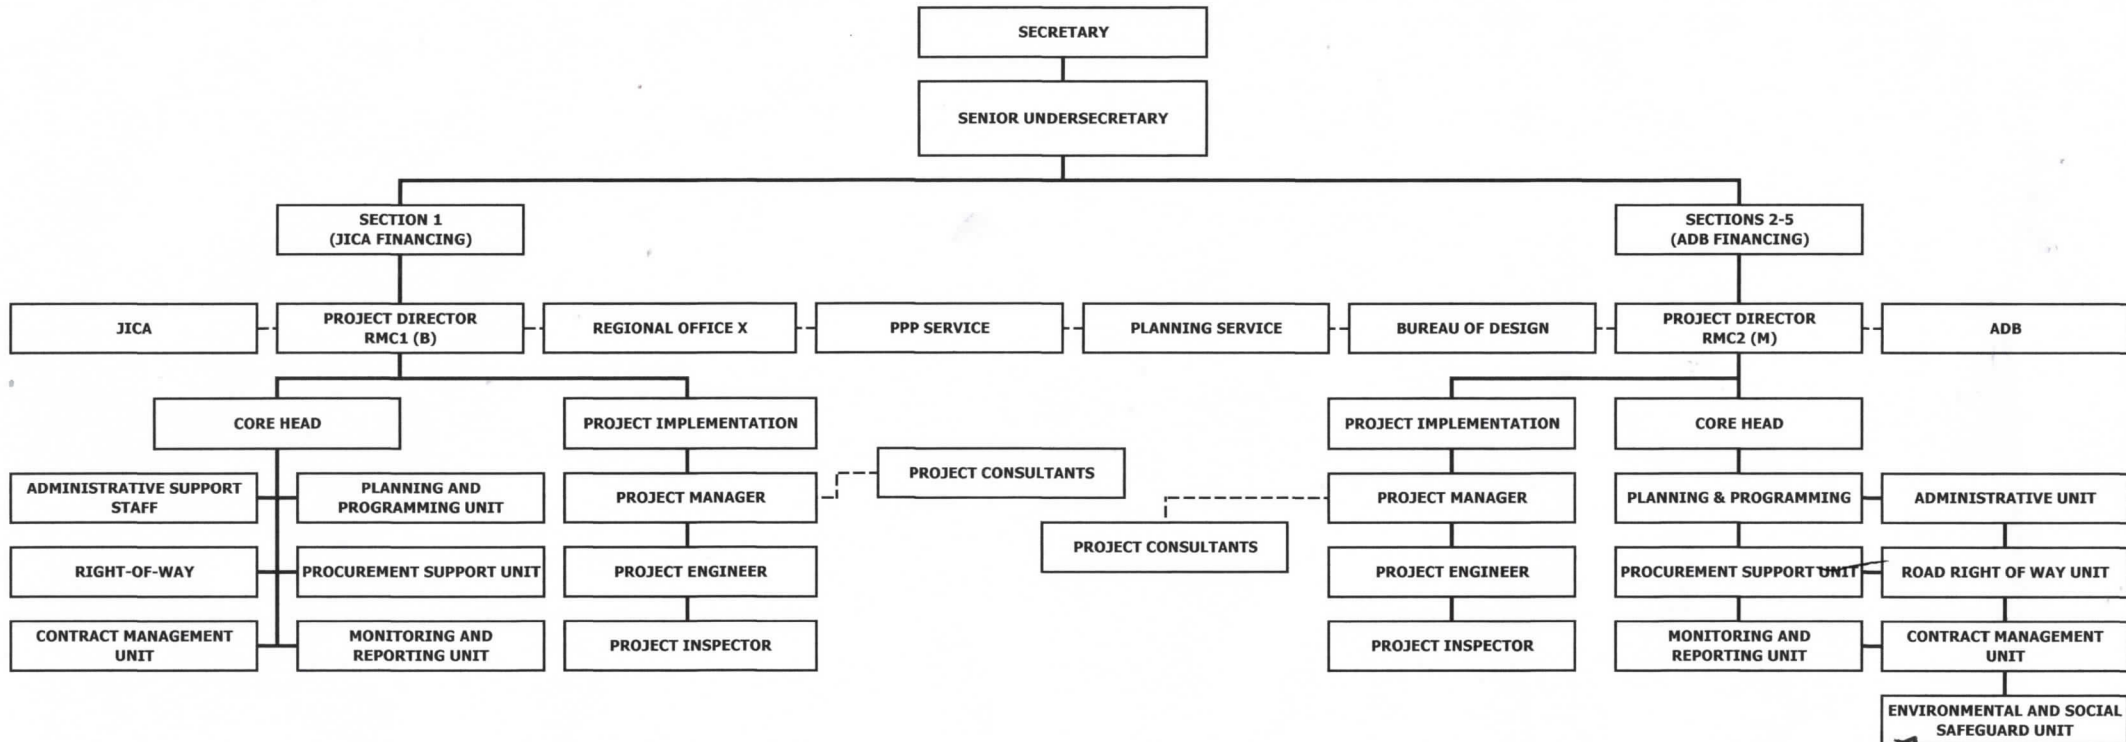 SECRETARY
SENIOR UNDERSECRETARY
SECTION 1
(JICA FINANCING)
SECTIONS 2-5
(ADB FINANCING)
JICA
PROJECT DIRECTOR
RMC1 (B)
REGIONAL OFFICE X
PPP SERVICE
PLANNING SERVICE
BUREAU OF DESIGN
PROJECT DIRECTOR
RMC2 (M)
ADB
CORE HEAD
PROJECT IMPLEMENTATION
PROJECT IMPLEMENTATION
CORE HEAD
PROJECT CONSULTANTS
ADMINISTRATIVE SUPPORT
STAFF
PLANNING AND
PROGRAMMING UNIT
PROJECT MANAGER
PROJECT MANAGER
PLANNING & PROGRAMMING
ADMINISTRATIVE UNIT
PROJECT CONSULTANTS
RIGHT-OF-WAY
PROCUREMENT SUPPORT UNIT
PROJECT ENGINEER
PROJECT ENGINEER
PROCUREMENT SUPPORT UNIT
ROAD RIGHT OF WAY UNIT
CONTRACT MANAGEMENT
UNIT
MONITORING AND
REPORTING UNIT
PROJECT INSPECTOR
PROJECT INSPECTOR
MONITORING AND
REPORTING UNIT
CONTRACT MANAGEMENT
UNIT
ENVIRONMENTAL AND SOCIAL
SAFEGUARD UNIT